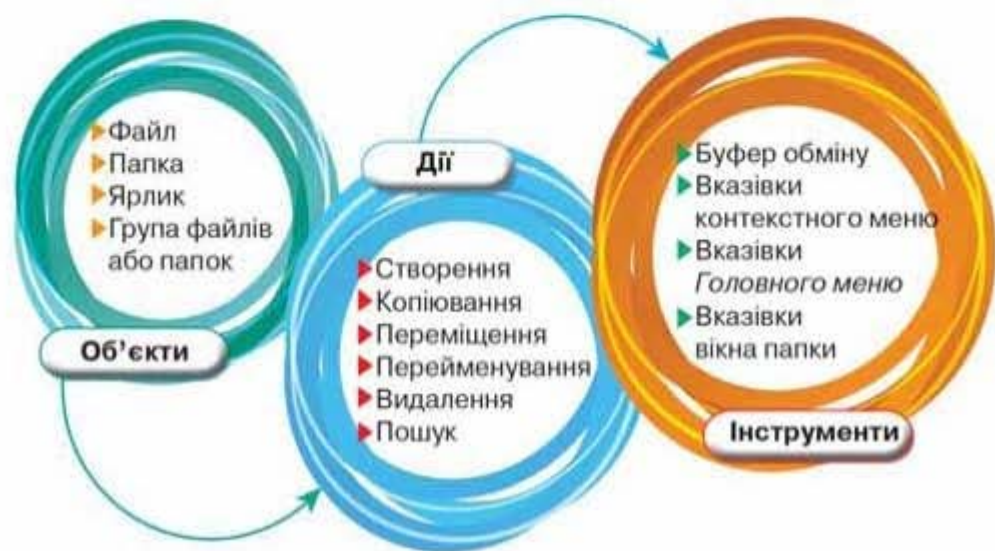 Файл
Папка
Ярлик
Група файлів
або папок
Об’єкти
Дії
Створення
Копіювання
Переміщення
Перейменування
Видалення
Пошук
Буфер обміну
Вказівки
контекстного меню
Вказівки
Головного меню
Вказівки
вікна папки
Інструменти